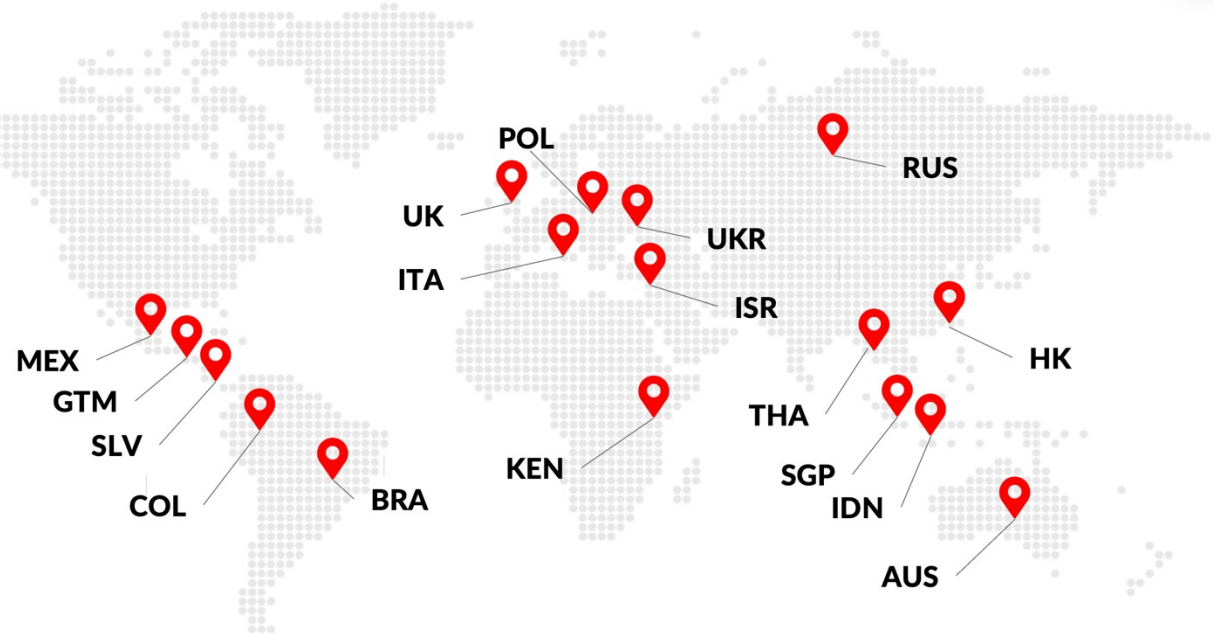 POL
RUS
UK
UKR
ITA
ISR
MEX
HK
GTM
THA
SLV
KEN
SGP
COL
BRA
IDN
AUS